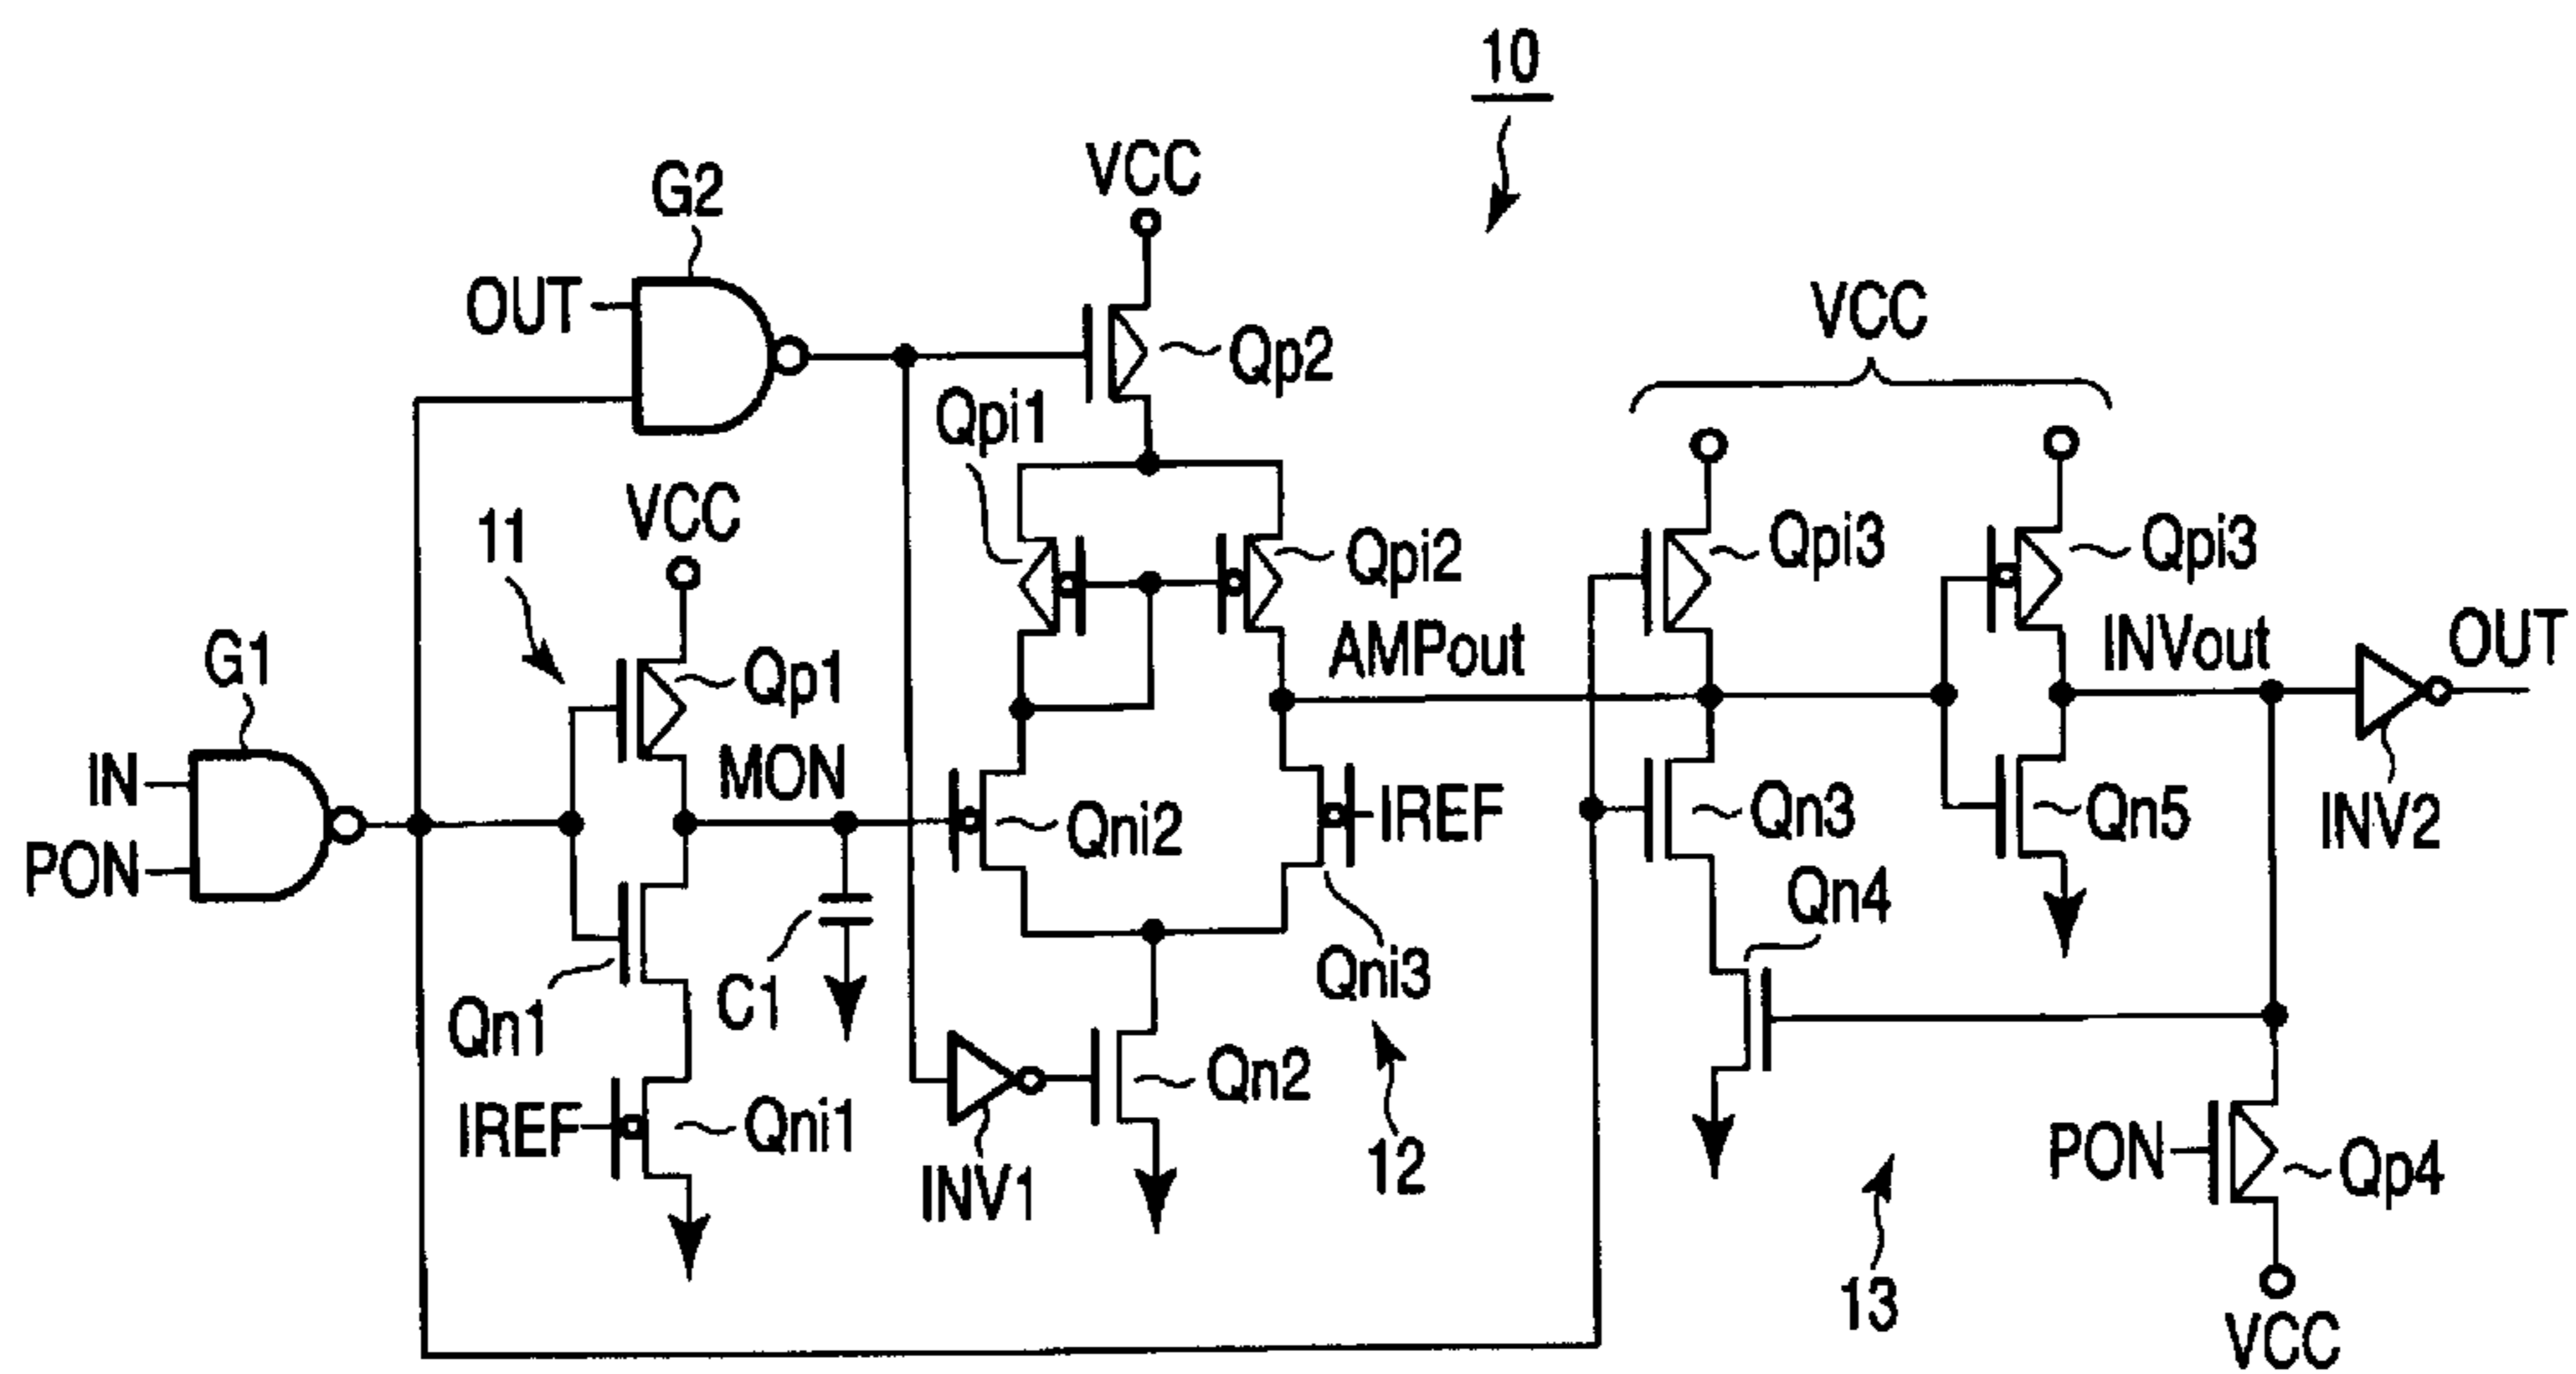 10
VCC
G2
OUT
Qp2
VCC
Qpi1
VCC
11
Qpi2
Qpi3
Qpi3
G1
Qp1
AMPout
INVout
OUT
MON
IN
Qni2
IREF
Qn3
Qn5
INV2
PON
Qn4
C1
Qni3
Qn1
Qn2
IREF
Qni1
12
PON
Qp4
INV1
13
VCC